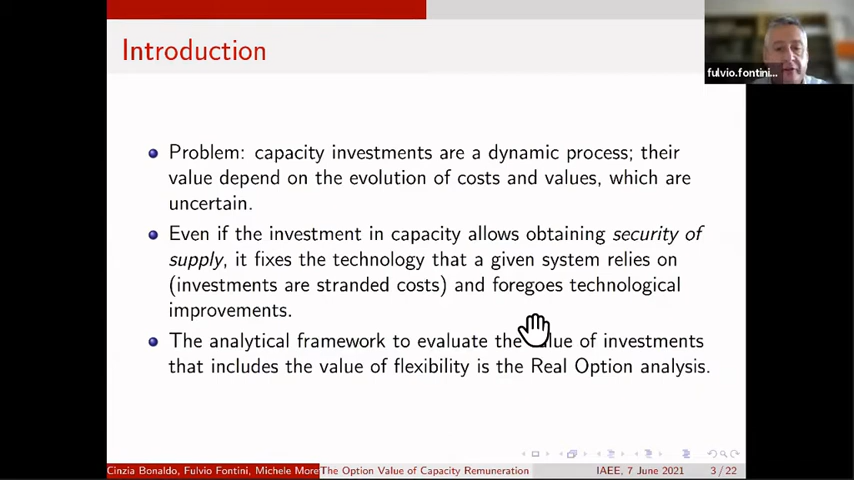 Introduction
fulvio.fontini...
Problem: capacity investments are a dynamic process; their
value depend on the evolution of costs and values, which are
uncertain.
Even if the investment in capacity allows obtaining security of
supply, it fixes the technology that a given system relies on
(investments are stranded costs) and foregoes technological
improvements.
The analytical framework to evaluate the value of investments
that includes the value of flexibility is the Real Option analysis.
Cinzia Bonaldo, Fulvio Fontini, Michele More The Option Value of Capacity Remuneration IAEE, 7 June 2021 3 / 22